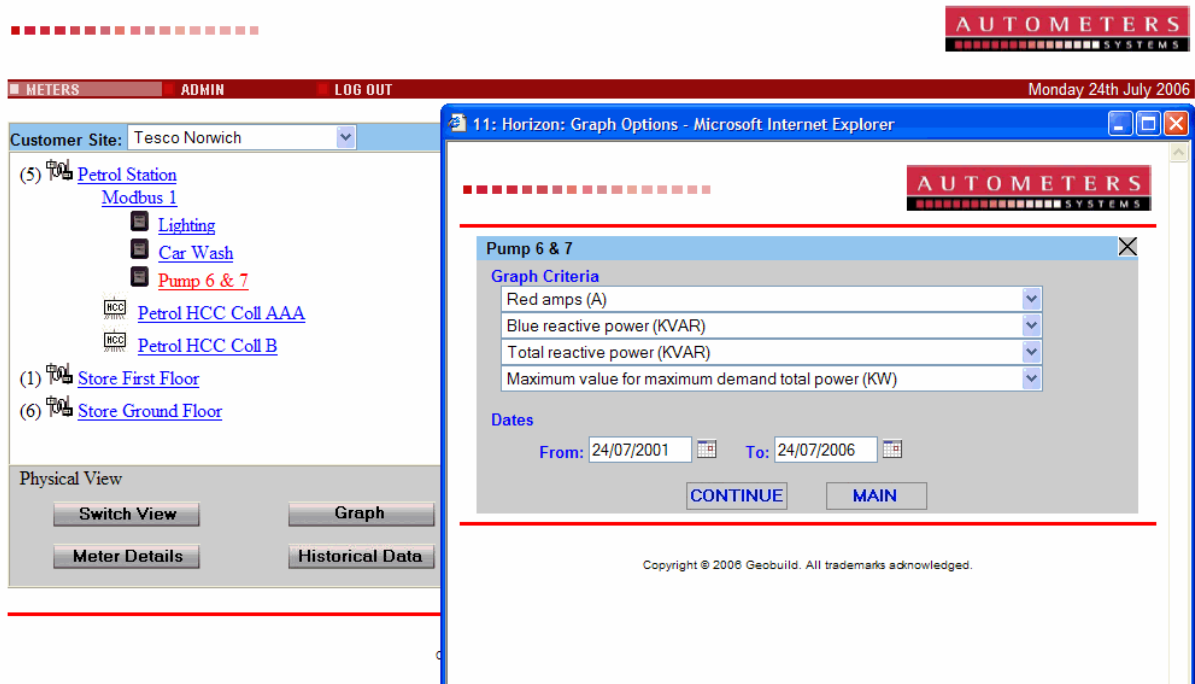 AUTOMETERS
SYSTEMS
METERS ADMIN LOG OUT Monday 24th July 2006
Customer Site: Tesco Norwich
(5) Petrol Station
Modbus 1
Lighting
Car Wash
Pump 6 & 7
HCC Petrol HCC Coll AAA
HCC Petrol HCC Coll B
(1) Store First Floor
(6) Store Ground Floor
Physical View
Switch View Graph
Meter Details Historical Data
11: Horizon: Graph Options - Microsoft Internet Explorer
AUTOMETERS
SYSTEMS
Pump 6 & 7
Graph Criteria
Red amps (A)
Blue reactive power (KVAR)
Total reactive power (KVAR)
Maximum value for maximum demand total power (KW)
Dates
From: 24/07/2001 To: 24/07/2006
CONTINUE MAIN
Copyright © 2006 Geobuild. All trademarks acknowledged.